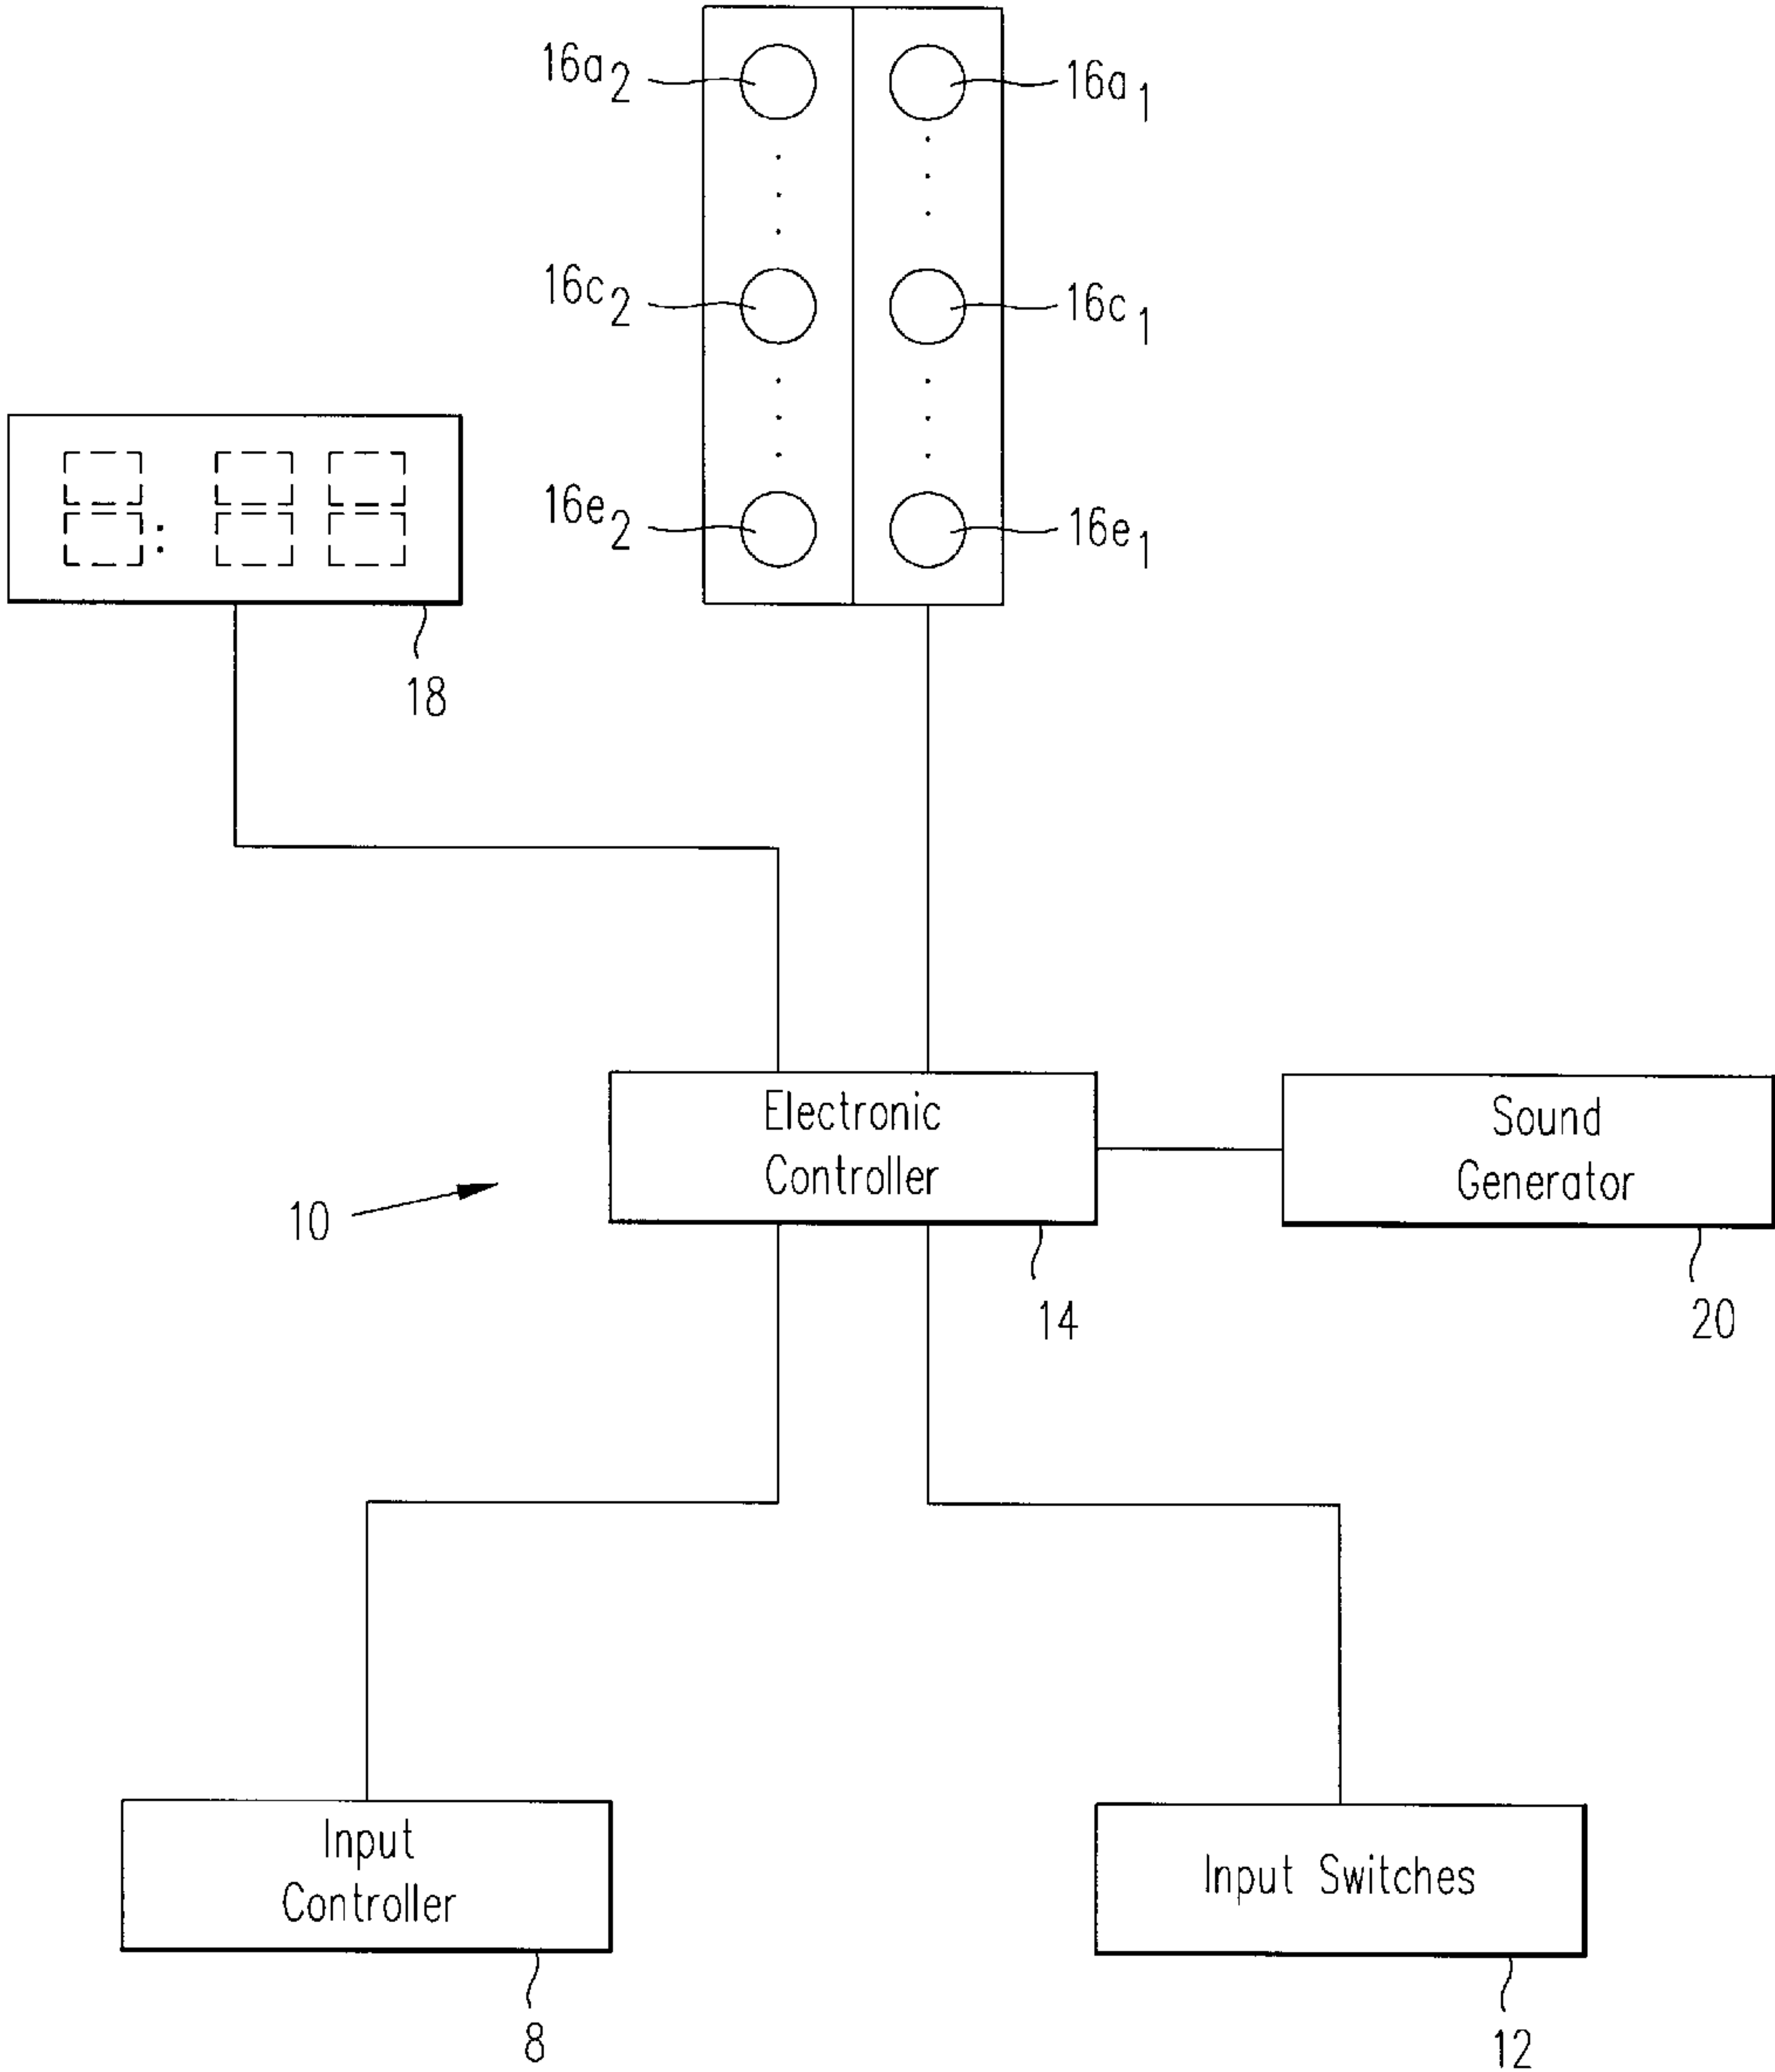 16a2 16a1
16c2 16c1
16e2 16e1
18
Electronic
Controller
Sound
Generator
10
14
20
Input
Controller
Input Switches
8
12